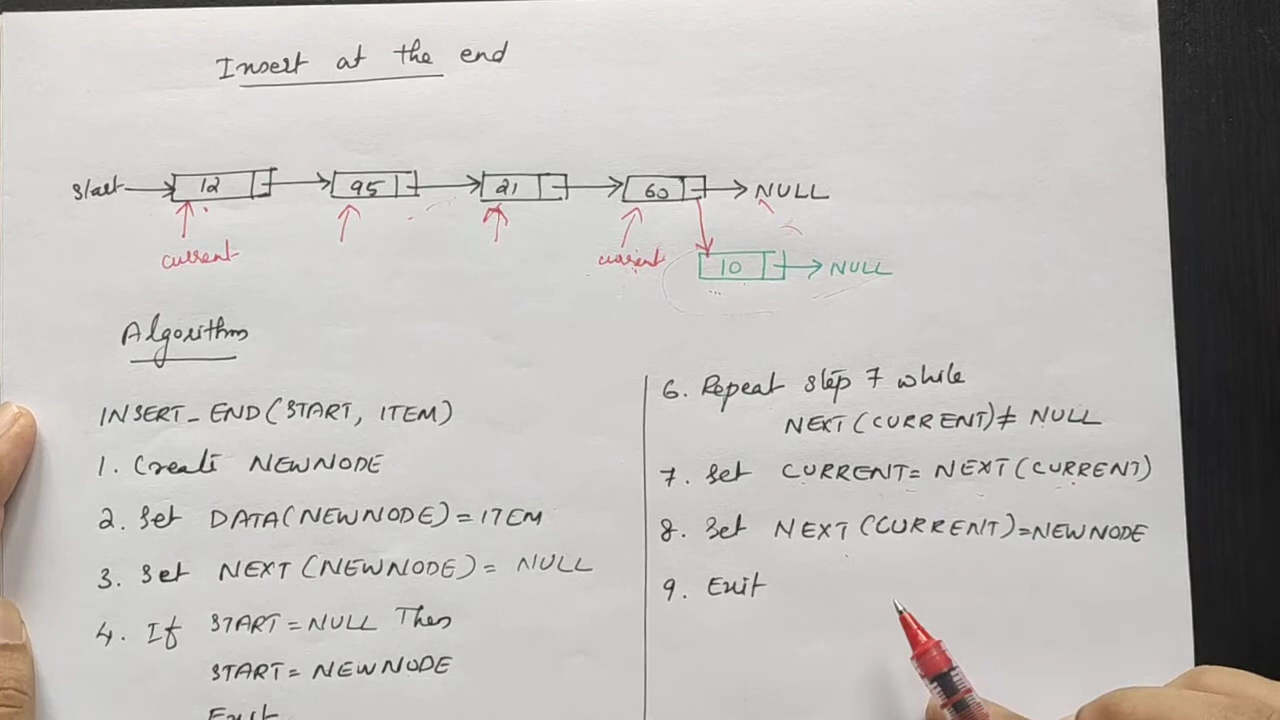 Insert at the end
Start 12 95 21 60 NULL
current current 10 NULL
Algorithm
INSERT_END(START, ITEM)
1. Create NEWNODE
2. Set DATA(NEWNODE)=ITEM
3. Set NEXT(NEWNODE)= NULL
4. If START=NULL Then
START=NEWNODE
Exit
6. Repeat step 7 while
NEXT(CURRENT)≠ NULL
7. Set CURRENT= NEXT(CURRENT)
8. Set NEXT(CURRENT)=NEWNODE
9. Exit